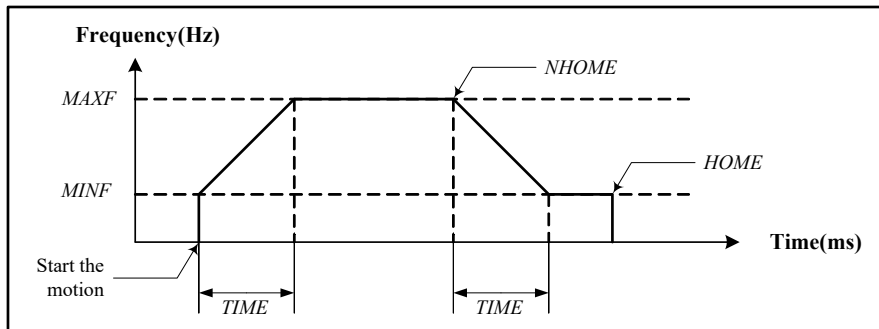 Frequency(Hz)
NHOME
MAXF
HOME
MINF
Time(ms)
Start the
motion
TIME
TIME